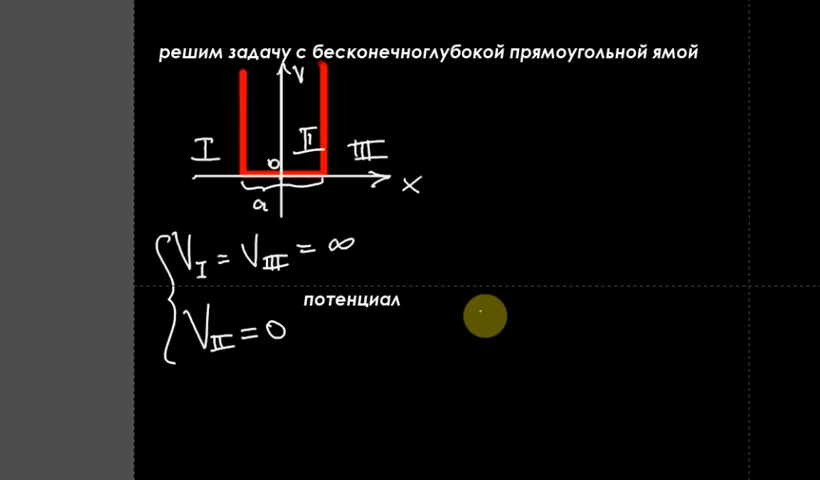 решим задачу с бесконечноглубокой прямоугольной ямой
V
I II III
0
x
a
V_I = V_III = ∞
потенциал
V_II = 0